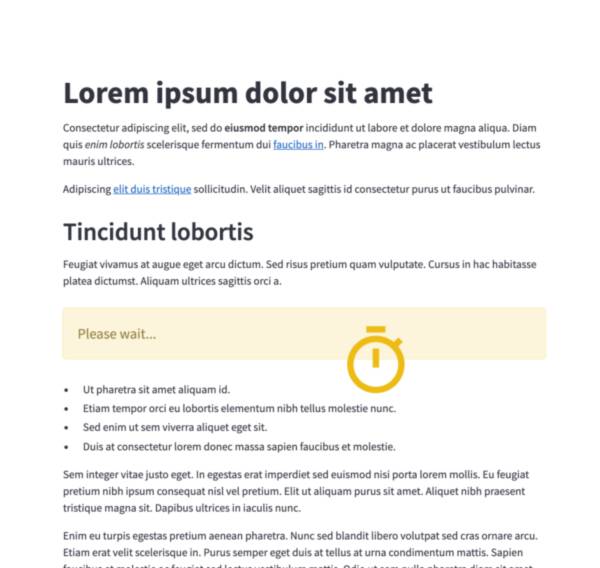 Lorem ipsum dolor sit amet
Consectetur adipiscing elit, sed do eiusmod tempor incididunt ut labore et dolore magna aliqua. Diam
quis enim lobortis scelerisque fermentum dui faucibus in. Pharetra magna ac placerat vestibulum lectus
mauris ultrices.
Adipiscing elit duis tristique sollicitudin. Velit aliquet sagittis id consectetur purus ut faucibus pulvinar.
Tincidunt lobortis
Feugiat vivamus at augue eget arcu dictum. Sed risus pretium quam vulputate. Cursus in hac habitasse
platea dictumst. Aliquam ultrices sagittis orci a.
Please wait...
• Ut pharetra sit amet aliquam id.
• Etiam tempor orci eu lobortis elementum nibh tellus molestie nunc.
• Sed enim ut sem viverra aliquet eget sit.
• Duis at consectetur lorem donec massa sapien faucibus et molestie.
Sem integer vitae justo eget. In egestas erat imperdiet sed euismod nisi porta lorem mollis. Eu feugiat
pretium nibh ipsum consequat nisl vel pretium. Elit ut aliquam purus sit amet. Aliquet nibh praesent
tristique magna sit. Dapibus ultrices in iaculis nunc.
Enim eu turpis egestas pretium aenean pharetra. Nunc sed blandit libero volutpat sed cras ornare arcu.
Etiam erat velit scelerisque in. Purus semper eget duis at tellus at urna condimentum mattis. Sapien